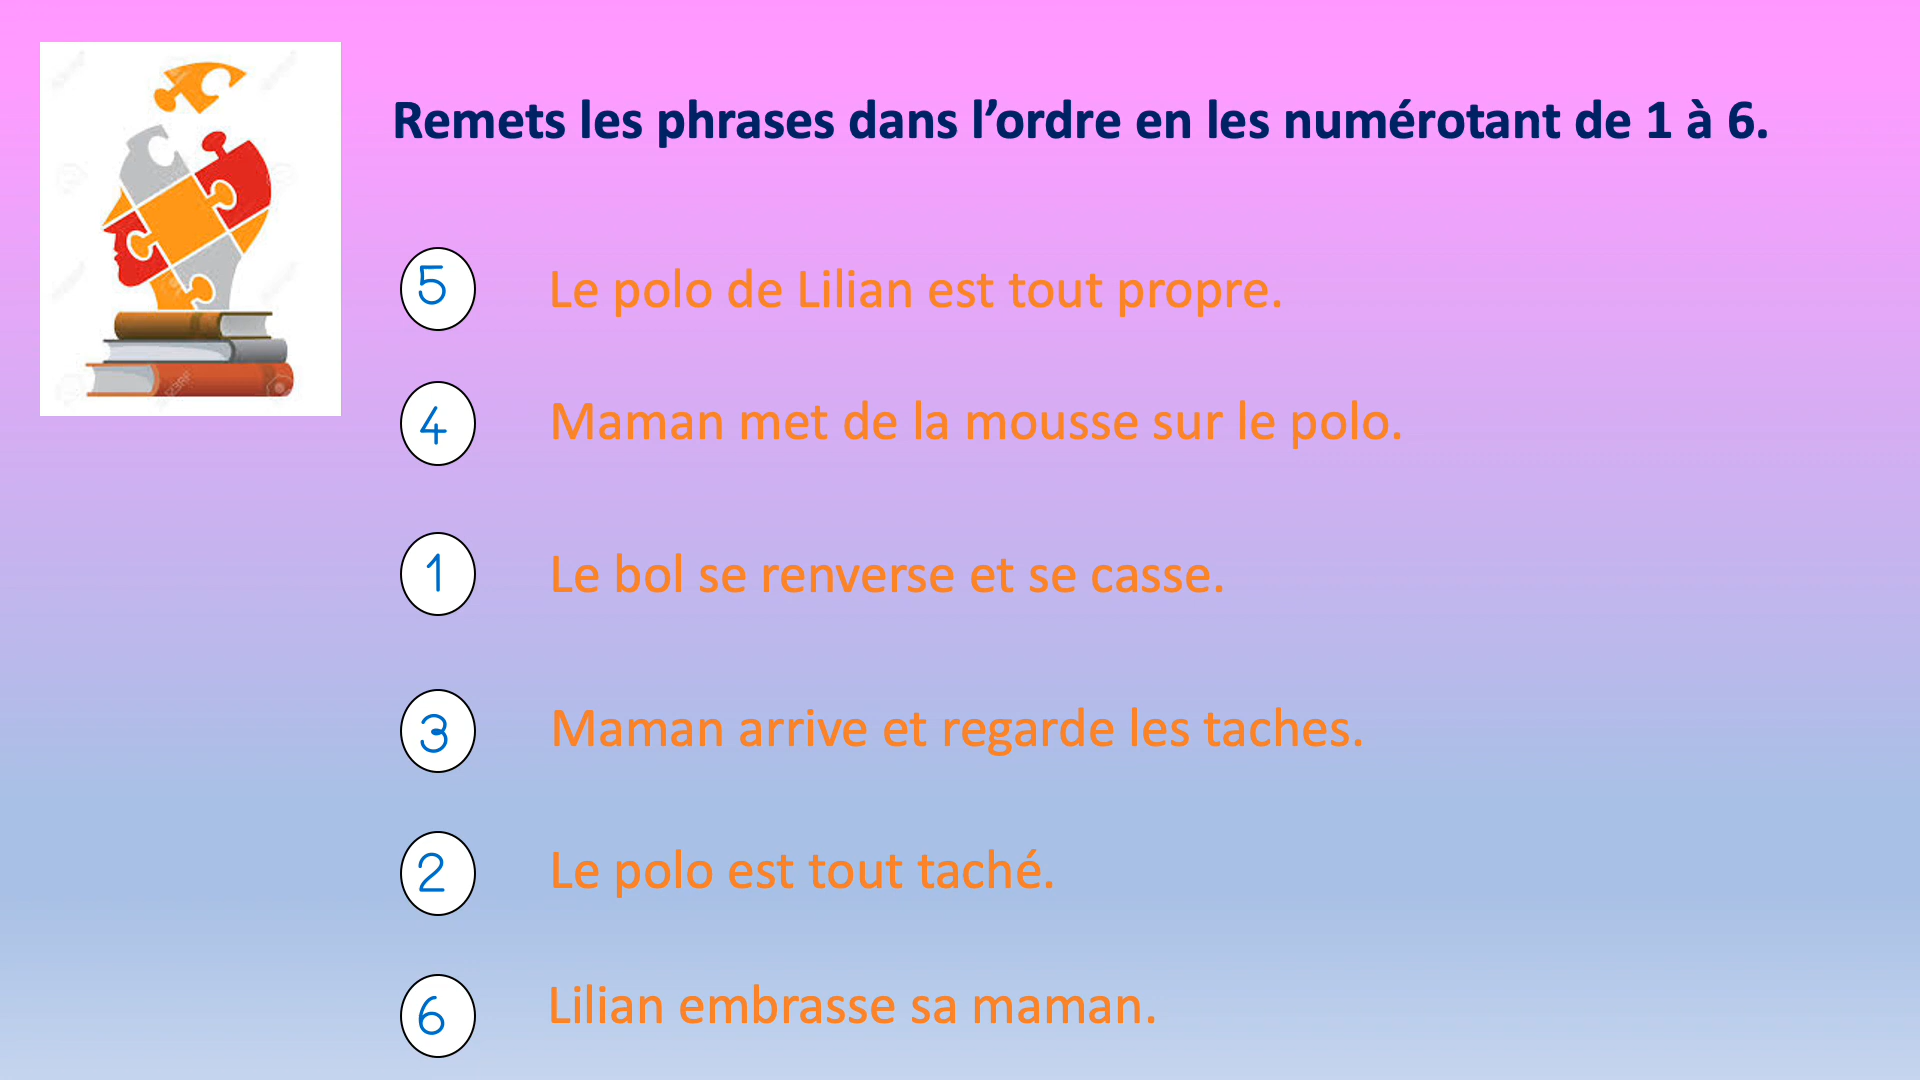 Remets les phrases dans l’ordre en les numérotant de 1 à 6.
5 Le polo de Lilian est tout propre.
4 Maman met de la mousse sur le polo.
1 Le bol se renverse et se casse.
3 Maman arrive et regarde les taches.
2 Le polo est tout taché.
6 Lilian embrasse sa maman.